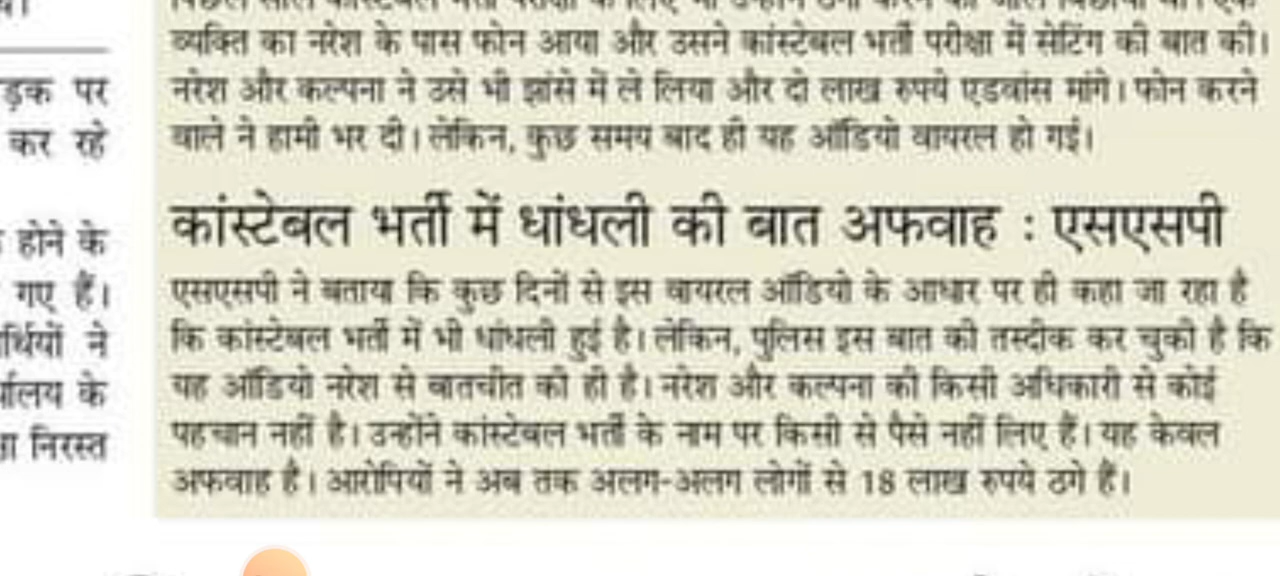 ड़क पर
कर रहे
होने के
गए हैं।
र्थियों ने
के
निरस्त
व्यक्ति का नरेश के पास फोन आया और उसने कांस्टेबल भर्ती परीक्षा में सेटिंग की बात की।
नरेश और कल्पना ने उसे भी झांसे में ले लिया और दो लाख रुपये एडवांस मांगे। फोन करने
वाले ने हामी भर दी। लेकिन, कुछ समय बाद ही यह ऑडियो वायरल हो गई।
कांस्टेबल भर्ती में धांधली की बात अफवाह : एसएसपी
एसएसपी ने बताया कि कुछ दिनों से इस वायरल ऑडियो के आधार पर ही कहा जा रहा है
कि कांस्टेबल भर्ती में भी धांधली हुई है। लेकिन, पुलिस इस बात की तस्दीक कर चुकी है कि
यह ऑडियो नरेश से बातचीत की ही है। नरेश और कल्पना की किसी अधिकारी से कोई
पहचान नहीं है। उन्होंने कांस्टेबल भर्ती के नाम पर किसी से पैसे नहीं लिए हैं। यह केवल
अफवाह है। आरोपियों ने अब तक अलग-अलग लोगों से 18 लाख रुपये ठगे हैं।